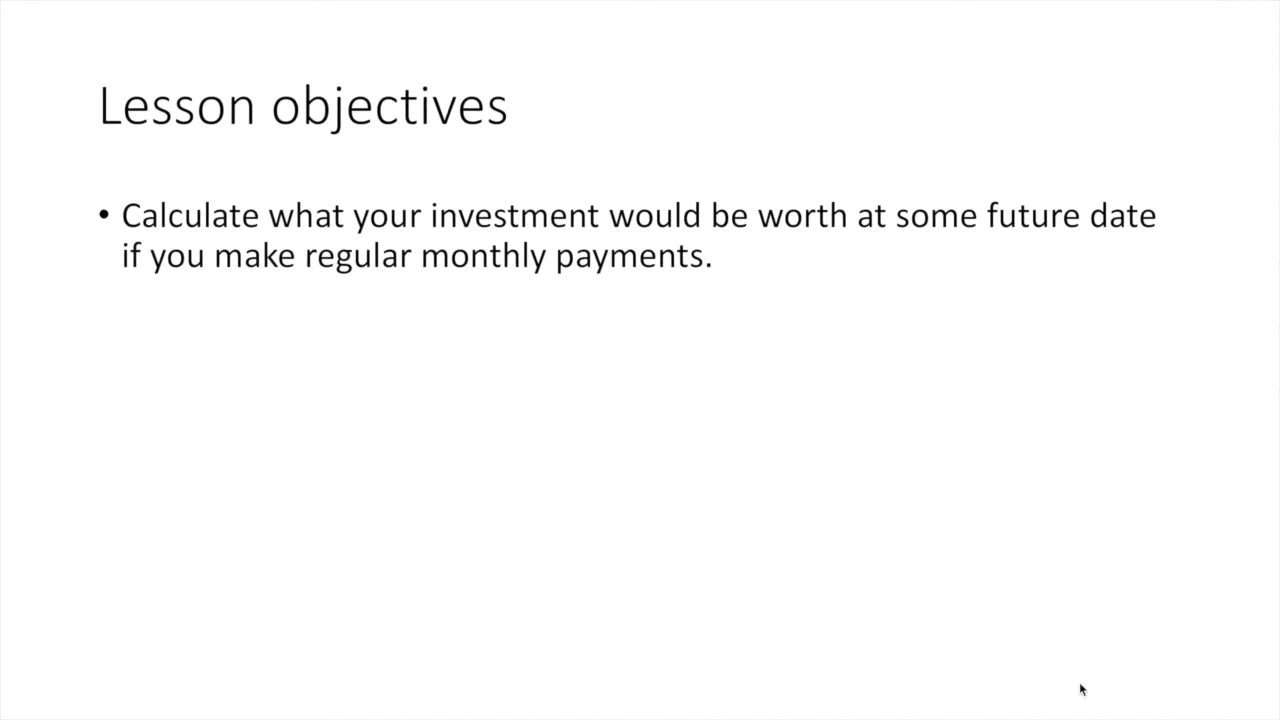 Lesson objectives
• Calculate what your investment would be worth at some future date
if you make regular monthly payments.